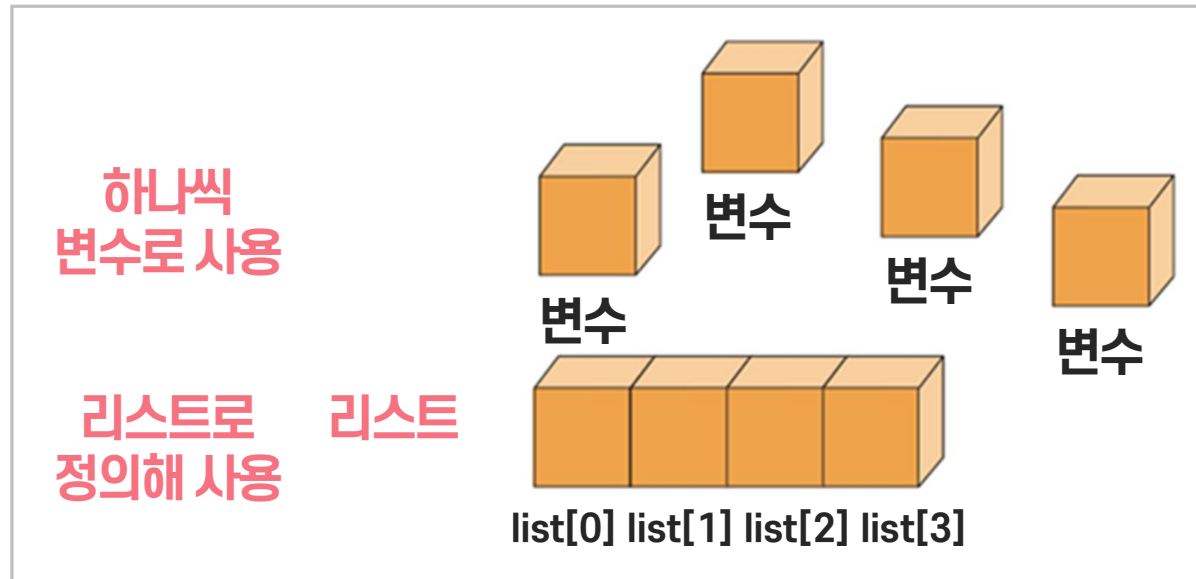 하나씩
변수로 사용
변수
변수
변수
변수
리스트로
정의해 사용
리스트
list[0] list[1] list[2] list[3]